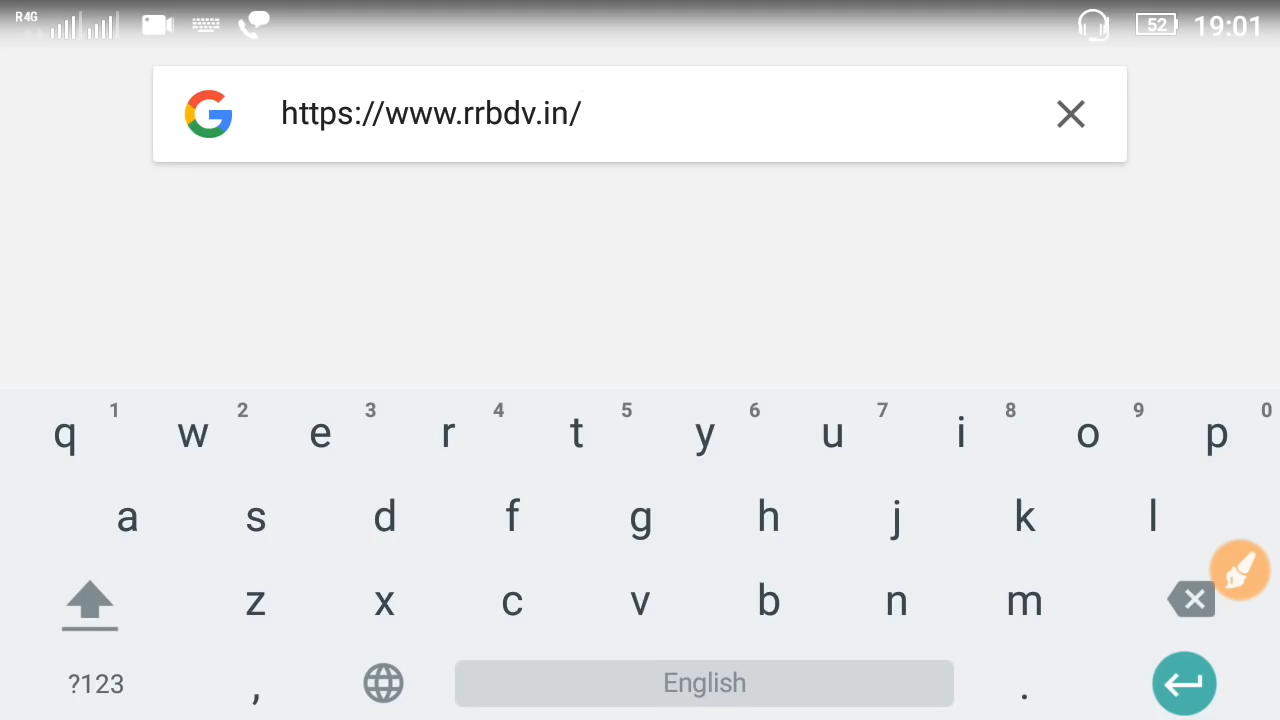 R4G 52 19:01
https://www.rrbdv.in/
1 2 3 4 5 6 7 8 9 0
q w e r t y u i o p
a s d f g h j k l
z x c v b n m
?123 , English .